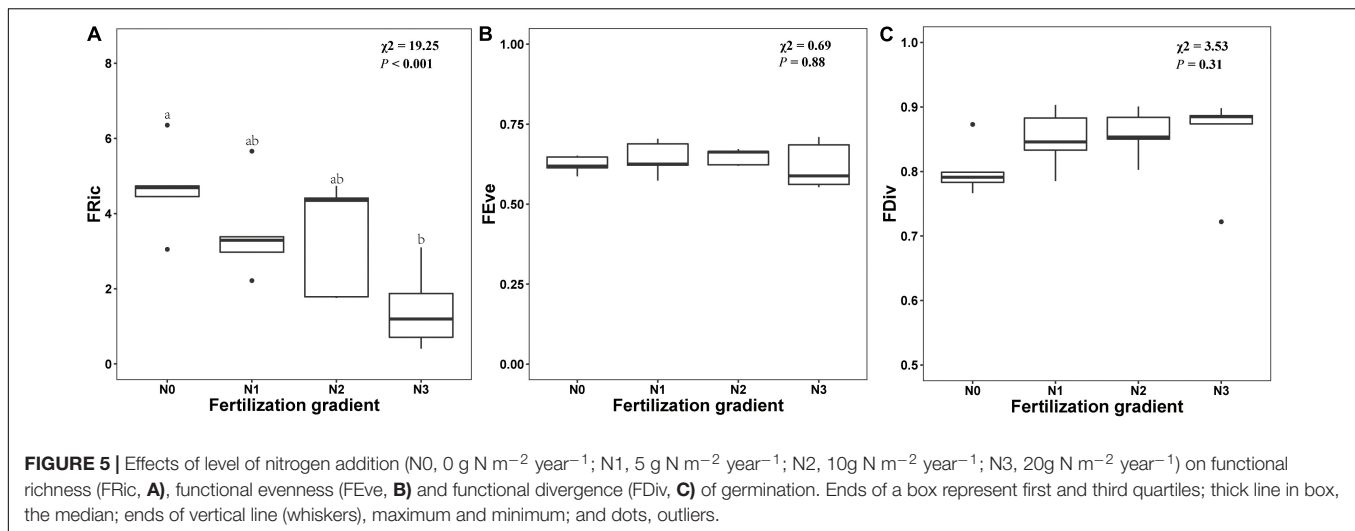 A
χ2 = 19.25
P < 0.001
8
6
4
2
0
FRic
a
ab
ab
b
N0 N1 N2 N3
Fertilization gradient
B
χ2 = 0.69
P = 0.88
1.00
0.75
0.50
0.25
0.00
FEve
N0 N1 N2 N3
Fertilization gradient
C
χ2 = 3.53
P = 0.31
1.0
0.9
0.8
0.7
0.6
0.5
FDiv
N0 N1 N2 N3
Fertilization gradient
FIGURE 5 | Effects of level of nitrogen addition (N0, 0 g N m−2 year−1; N1, 5 g N m−2 year−1; N2, 10g N m−2 year−1; N3, 20g N m−2 year−1) on functional
richness (FRic, A), functional evenness (FEve, B) and functional divergence (FDiv, C) of germination. Ends of a box represent first and third quartiles; thick line in box,
the median; ends of vertical line (whiskers), maximum and minimum; and dots, outliers.